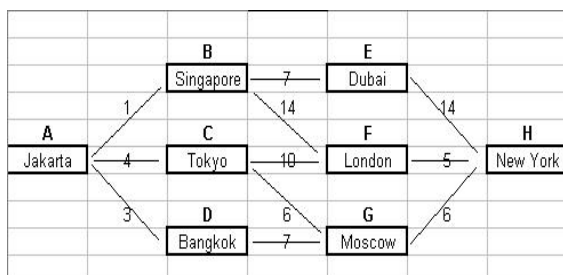 B E
Singapore 7 Dubai
1 14 14
A C F H
Jakarta 4 Tokyo 10 London 5 New York
3 D 6 G 6
Bangkok 7 Moscow